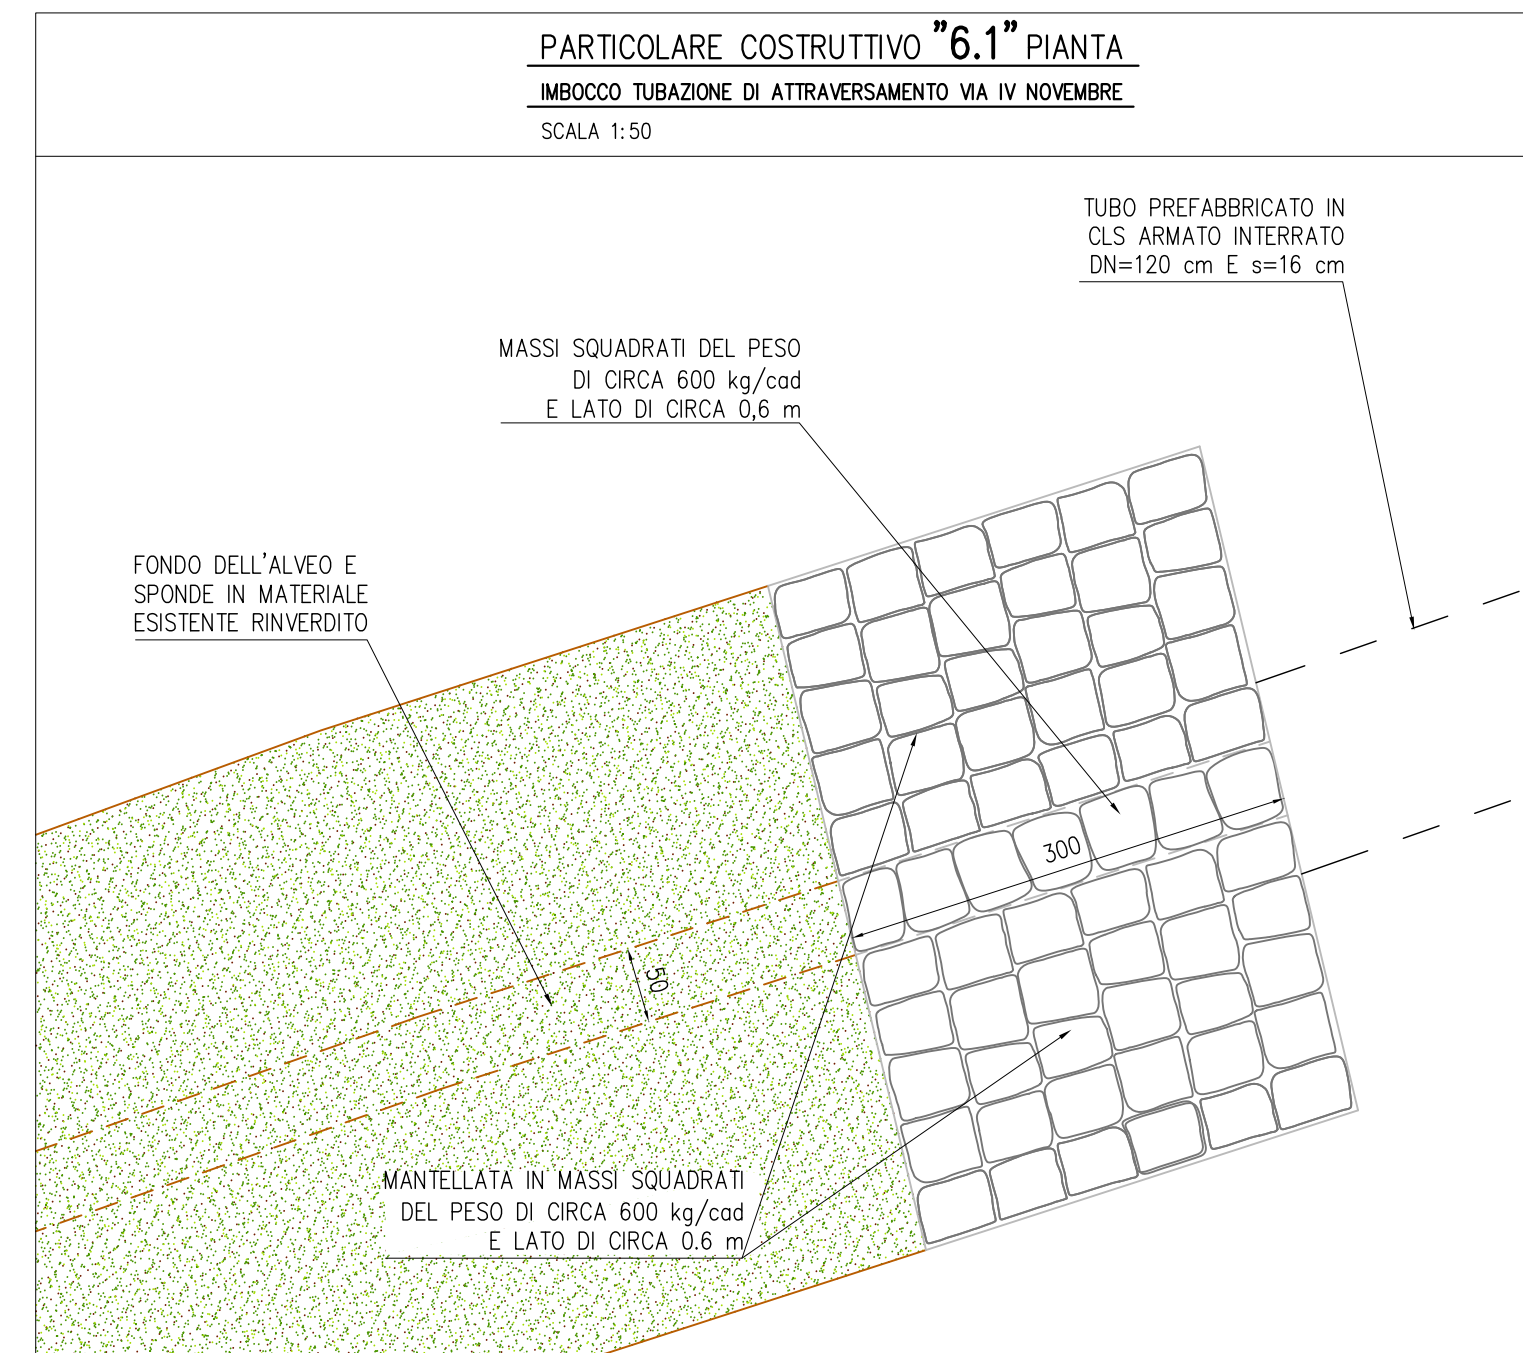 PARTICOLARE COSTRUTTIVO "6.1" PIANTA
IMBOCCO TUBAZIONE DI ATTRAVERSAMENTO VIA IV NOVEMBRE
SCALA 1:50
TUBO PREFABBRICATO IN
CLS ARMATO INTERRATO
DN=120 cm E s=16 cm
MASSI SQUADRATI DEL PESO
DI CIRCA 600 kg/cad
E LATO DI CIRCA 0,6 m
FONDO DELL'ALVEO E
SPONDE IN MATERIALE
ESISTENTE RINVERDITO
300
50
MANTELLATA IN MASSI SQUADRATI
DEL PESO DI CIRCA 600 kg/cad
E LATO DI CIRCA 0.6 m